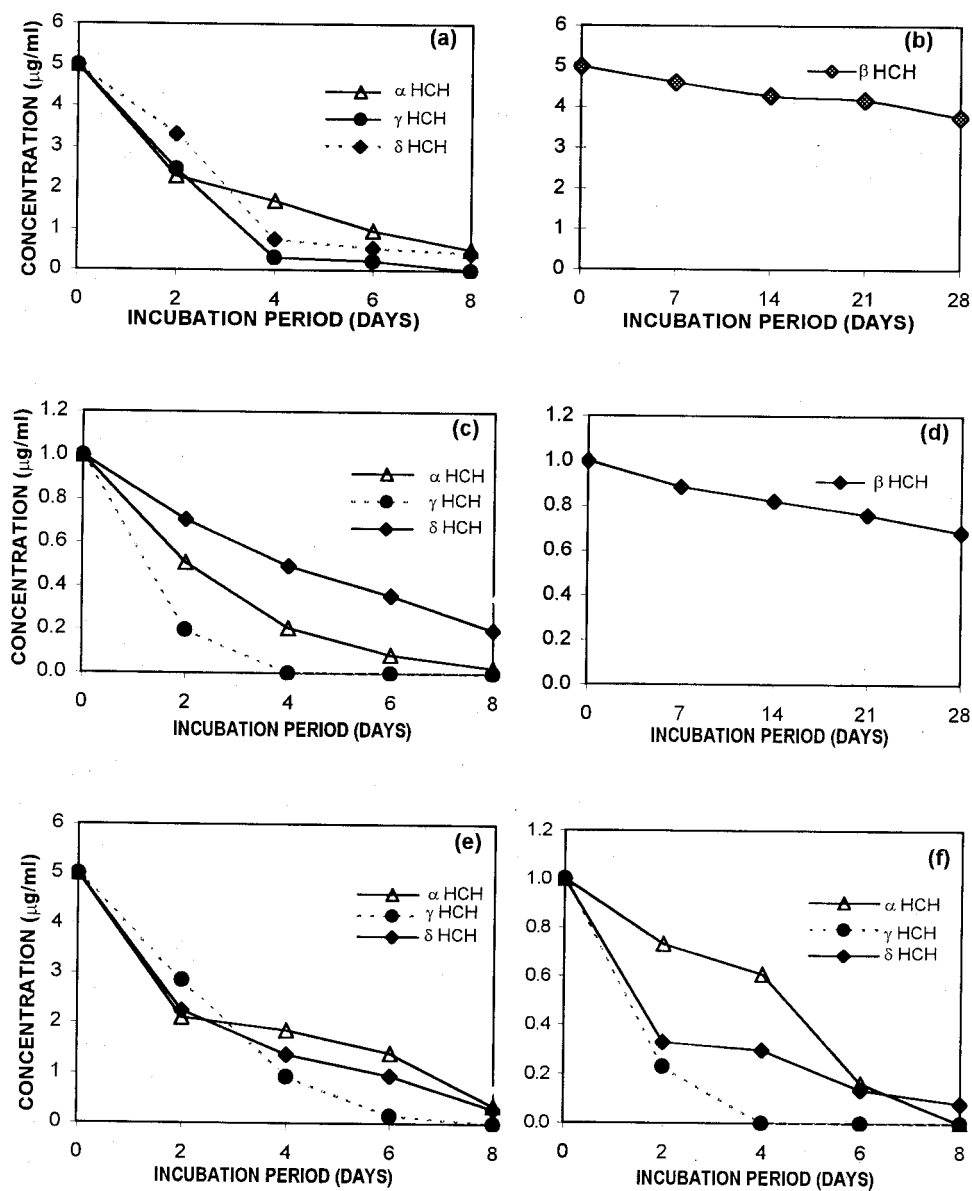 (a)
CONCENTRATION (µg/ml)
6
5
4
3
2
1
0
α HCH
γ HCH
δ HCH
0 2 4 6 8
INCUBATION PERIOD (DAYS)
(b)
6
5
4
3
2
1
0
β HCH
0 7 14 21 28
INCUBATION PERIOD (DAYS)
(c)
CONCENTRATION (µg/ml)
1.2
1.0
0.8
0.6
0.4
0.2
0.0
α HCH
γ HCH
δ HCH
0 2 4 6 8
INCUBATION PERIOD (DAYS)
(d)
1.2
1.0
0.8
0.6
0.4
0.2
0.0
β HCH
0 7 14 21 28
INCUBATION PERIOD (DAYS)
(e)
CONCENTRATION (µg/ml)
6
5
4
3
2
1
0
α HCH
γ HCH
δ HCH
0 2 4 6 8
INCUBATION PERIOD (DAYS)
(f)
1.2
1.0
0.8
0.6
0.4
0.2
0.0
α HCH
γ HCH
δ HCH
0 2 4 6 8
INCUBATION PERIOD (DAYS)